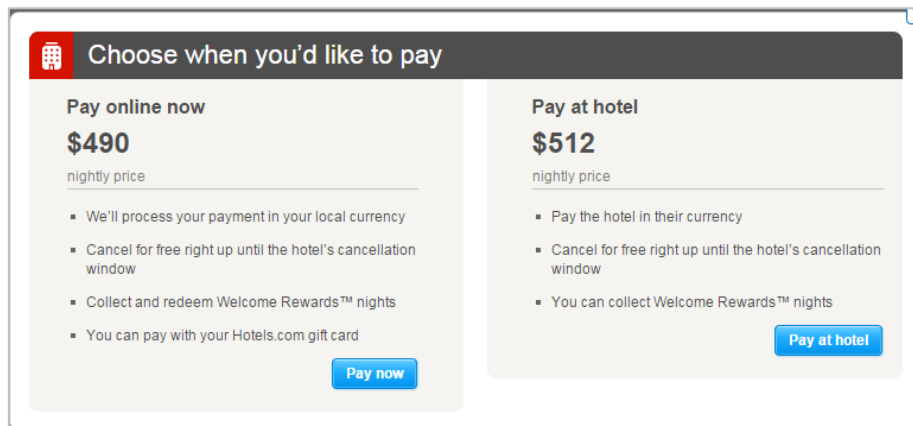 Choose when you'd like to pay
Pay online now
$490
nightly price
▪ We'll process your payment in your local currency
▪ Cancel for free right up until the hotel's cancellation
window
▪ Collect and redeem Welcome Rewards™ nights
▪ You can pay with your Hotels.com gift card
Pay now
Pay at hotel
$512
nightly price
▪ Pay the hotel in their currency
▪ Cancel for free right up until the hotel's cancellation
window
▪ You can collect Welcome Rewards™ nights
Pay at hotel